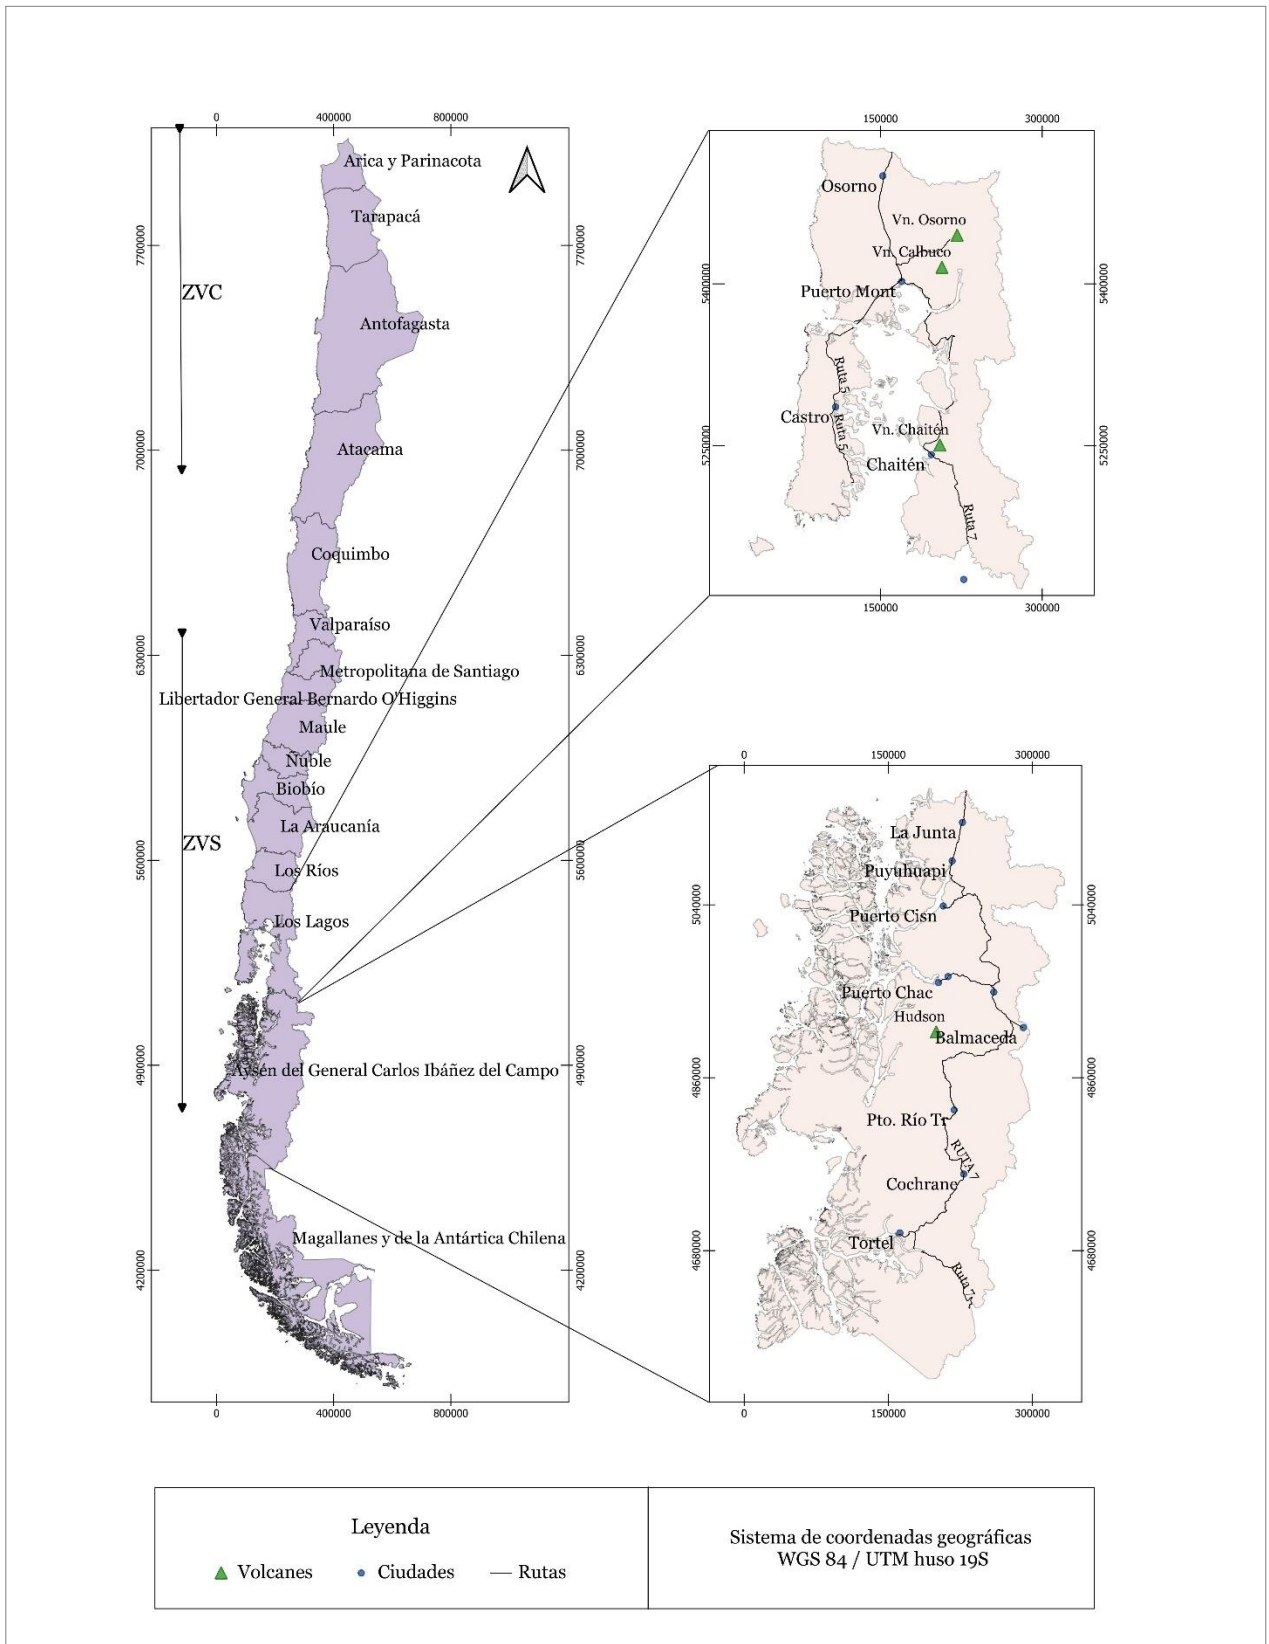 0 400000 800000
7700000
7700000
7000000
7000000
6300000
6300000
5600000
5600000
4900000
4900000
4200000
4200000
ZVC
ZVS
Arica y Parinacota
Tarapacá
Antofagasta
Atacama
Coquimbo
Valparaíso
Metropolitana de Santiago
Libertador General Bernardo O'Higgins
Maule
Ñuble
Biobío
La Araucanía
Los Ríos
Los Lagos
Aysén del General Carlos Ibáñez del Campo
Magallanes y de la Antártica Chilena
0 400000 800000
150000 300000
Osorno
Vn. Osorno
Vn. Calbuco
Puerto Mont
5400000
5400000
Ruta 5
Castro
Ruta 5
Vn. Chaitén
5250000
5250000
Chaitén
Ruta 7
150000 300000
0 150000 300000
La Junta
Puyuhuapi
5040000
5040000
Puerto Cisn
Puerto Chac
Hudson
Balmaceda
4860000
4860000
Pto. Río Tr
RUTA 7
Cochrane
Tortel
4680000
4680000
Ruta 7
0 150000 300000
Leyenda
Volcanes Ciudades Rutas
Sistema de coordenadas geográficas
WGS 84 / UTM huso 19S